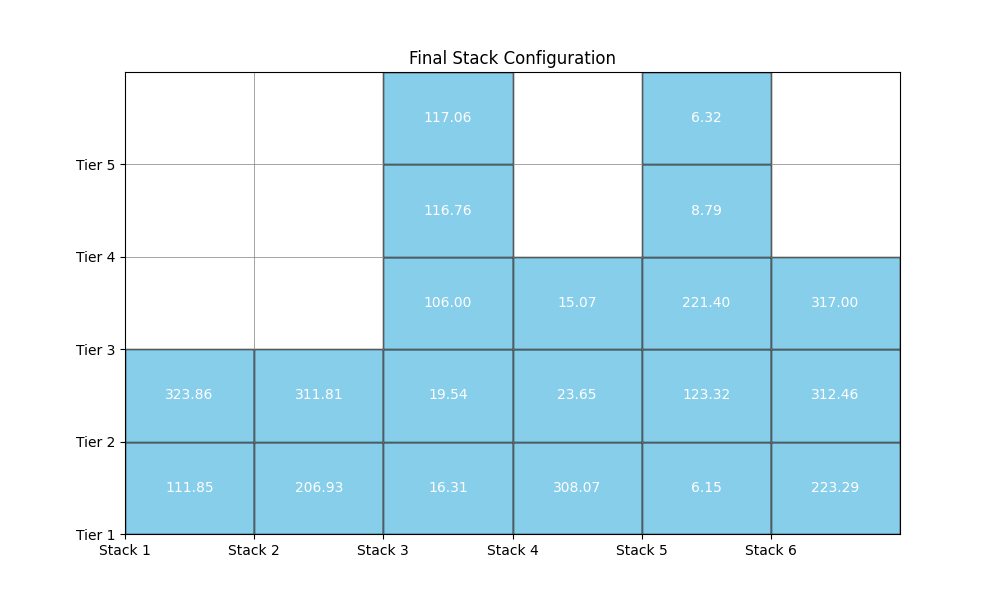 Final Stack Configuration
117.06 6.32
Tier 5
116.76 8.79
Tier 4
106.00 15.07 221.40 317.00
Tier 3
323.86 311.81 19.54 23.65 123.32 312.46
Tier 2
111.85 206.93 16.31 308.07 6.15 223.29
Tier 1
Stack 1 Stack 2 Stack 3 Stack 4 Stack 5 Stack 6